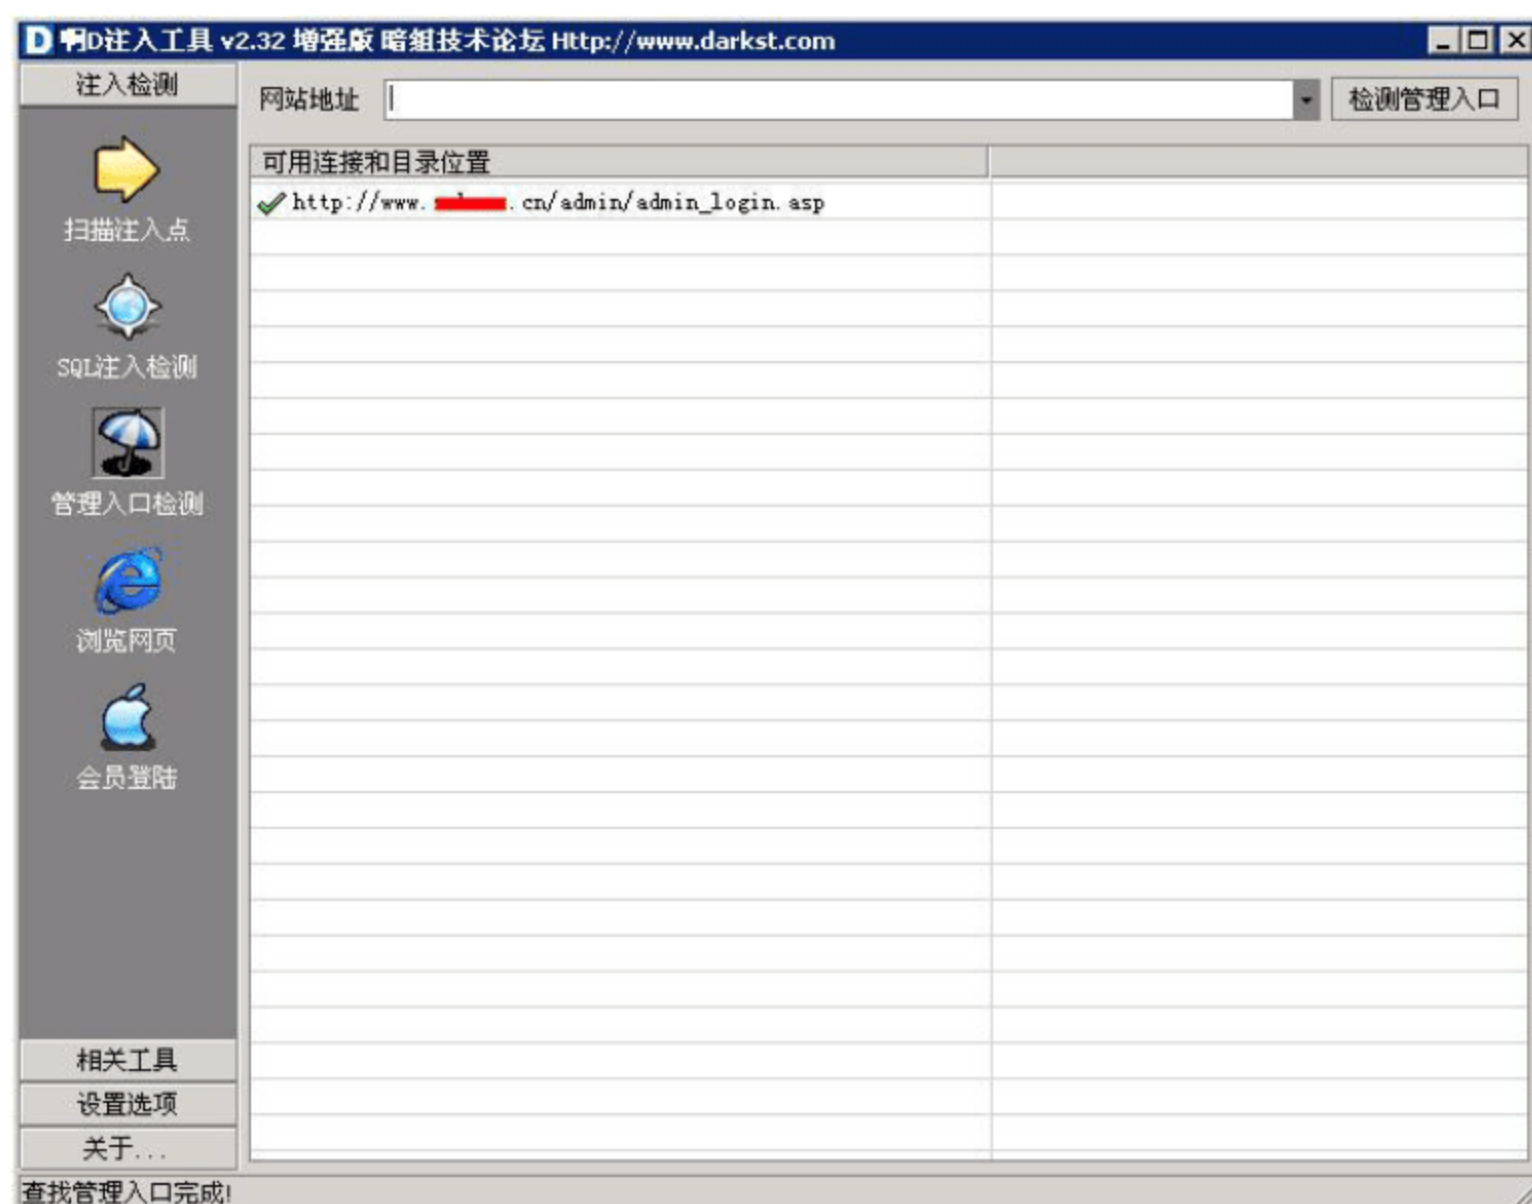 啊D注入工具 v2.32 增强版 暗组技术论坛 Http://www.darkst.com
注入检测
网站地址
检测管理入口
可用连接和目录位置
http://www. .cn/admin/admin_login.asp
扫描注入点
SQL注入检测
管理入口检测
浏览网页
会员登陆
相关工具
设置选项
关于...
查找管理入口完成!